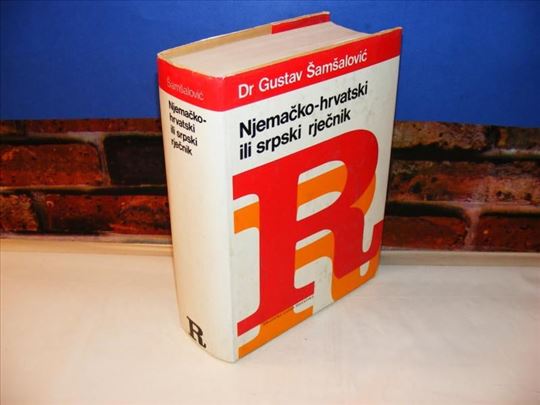 Šamšalović
Njemačko-
hrvatski
ili srpski
rječnik
R
Dr Gustav Šamšalović
Njemačko-hrvatski
ili srpski rječnik
R